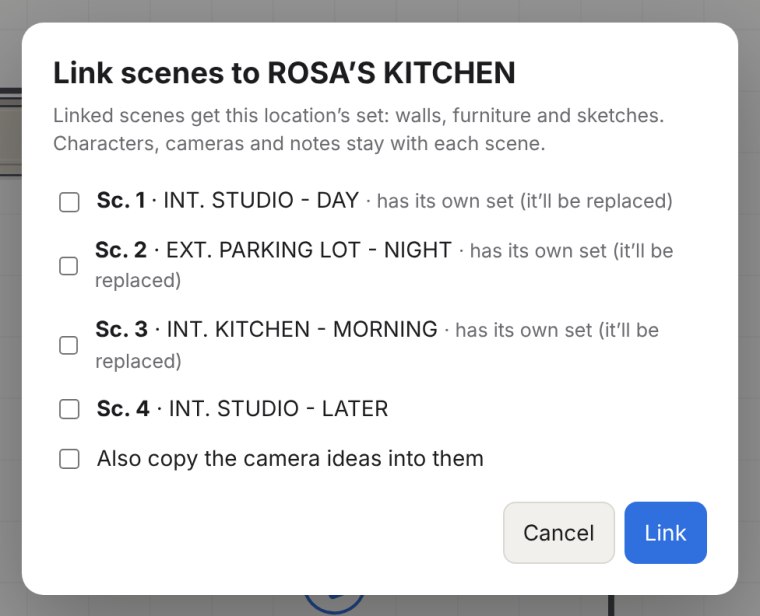 Link scenes to ROSA’S KITCHEN
Linked scenes get this location’s set: walls, furniture and sketches.
Characters, cameras and notes stay with each scene.
Sc. 1 · INT. STUDIO - DAY · has its own set (it’ll be replaced)
Sc. 2 · EXT. PARKING LOT - NIGHT · has its own set (it’ll be
replaced)
Sc. 3 · INT. KITCHEN - MORNING · has its own set (it’ll be
replaced)
Sc. 4 · INT. STUDIO - LATER
Also copy the camera ideas into them
Cancel Link